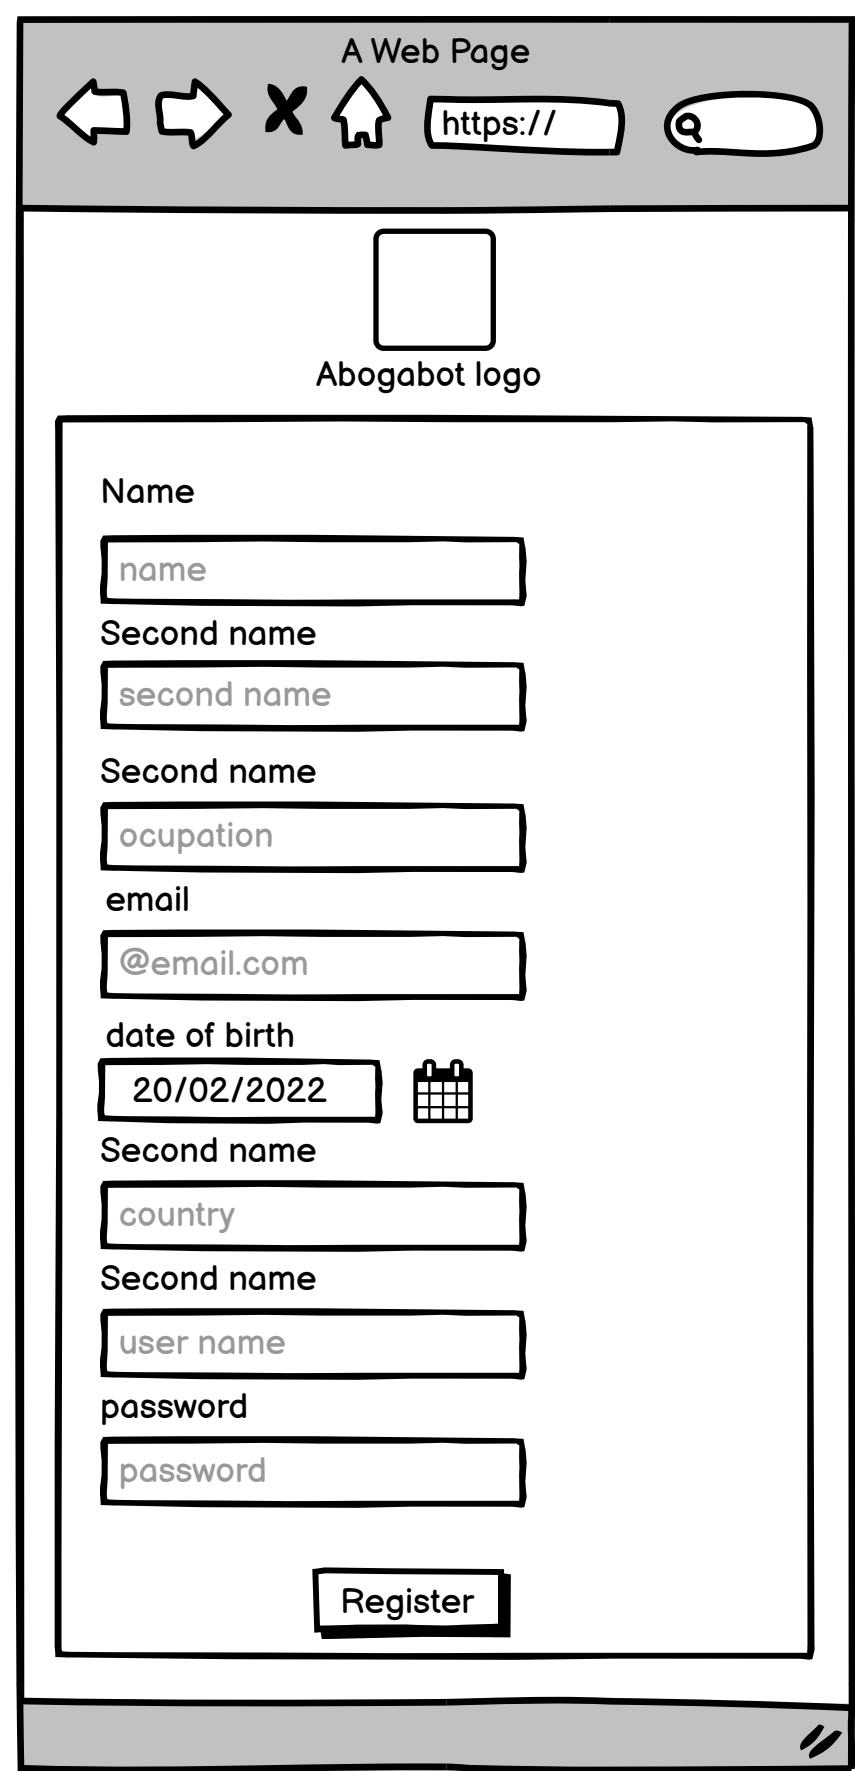 A Web Page
https://
Abogabot logo
Name
name
Second name
second name
Second name
ocupation
email
@email.com
date of birth
20/02/2022
Second name
country
Second name
user name
password
password
Register